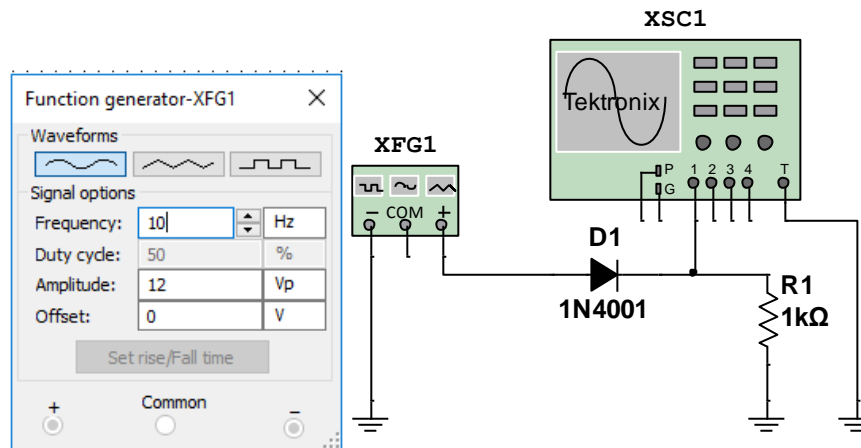 Function generator-XFG1
Waveforms
Signal options
Frequency: 10 Hz
Duty cycle: 50 %
Amplitude: 12 Vp
Offset: 0 V
Set rise/Fall time
+ Common −
XFG1
− COM +
XSC1
Tektronix
P
G
1 2 3 4 T
D1
1N4001
R1
1kΩ